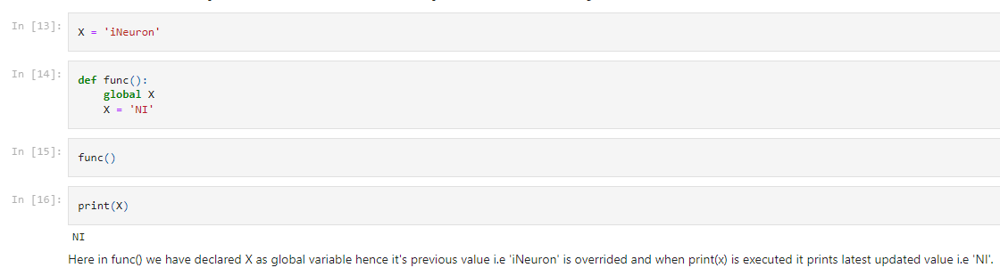 In [13]:
X = 'iNeuron'
In [14]:
def func():
    global X
    X = 'NI'
In [15]:
func()
In [16]:
print(X)
NI
Here in func() we have declared X as global variable hence it's previous value i.e 'iNeuron' is overrided and when print(x) is executed it prints latest updated value i.e 'NI'.